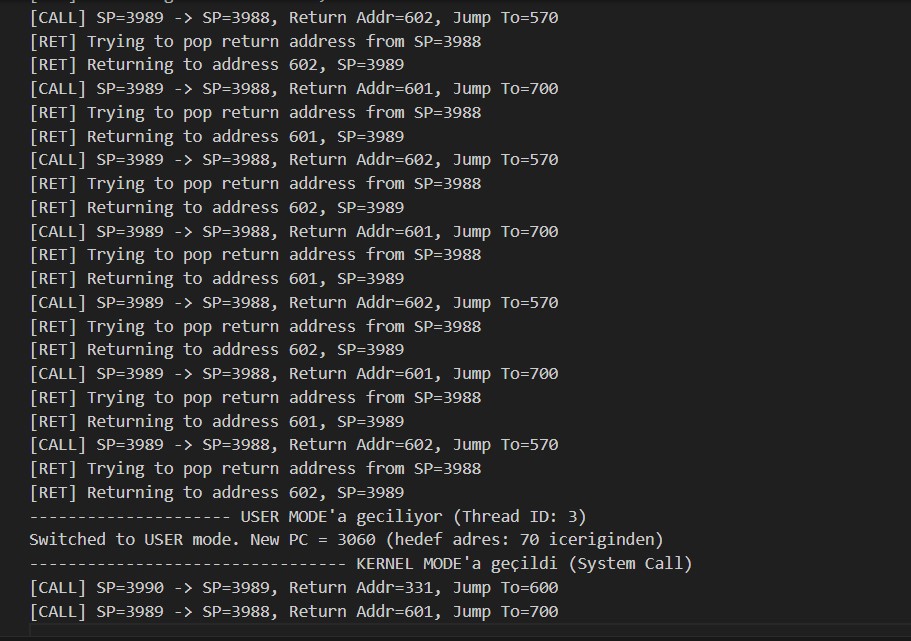 [CALL] SP=3989 -> SP=3988, Return Addr=602, Jump To=570
[RET] Trying to pop return address from SP=3988
[RET] Returning to address 602, SP=3989
[CALL] SP=3989 -> SP=3988, Return Addr=601, Jump To=700
[RET] Trying to pop return address from SP=3988
[RET] Returning to address 601, SP=3989
[CALL] SP=3989 -> SP=3988, Return Addr=602, Jump To=570
[RET] Trying to pop return address from SP=3988
[RET] Returning to address 602, SP=3989
[CALL] SP=3989 -> SP=3988, Return Addr=601, Jump To=700
[RET] Trying to pop return address from SP=3988
[RET] Returning to address 601, SP=3989
[CALL] SP=3989 -> SP=3988, Return Addr=602, Jump To=570
[RET] Trying to pop return address from SP=3988
[RET] Returning to address 602, SP=3989
[CALL] SP=3989 -> SP=3988, Return Addr=601, Jump To=700
[RET] Trying to pop return address from SP=3988
[RET] Returning to address 601, SP=3989
[CALL] SP=3989 -> SP=3988, Return Addr=602, Jump To=570
[RET] Trying to pop return address from SP=3988
[RET] Returning to address 602, SP=3989
--------------------- USER MODE'a geciliyor (Thread ID: 3)
Switched to USER mode. New PC = 3060 (hedef adres: 70 iceriginden)
--------------------------------- KERNEL MODE'a geçildi (System Call)
[CALL] SP=3990 -> SP=3989, Return Addr=331, Jump To=600
[CALL] SP=3989 -> SP=3988, Return Addr=601, Jump To=700